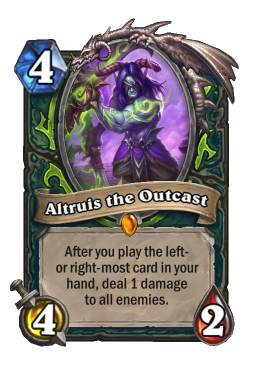 4
Altruis the Outcast
After you play the left-
or right-most card in your
hand, deal 1 damage
to all enemies.
4
2